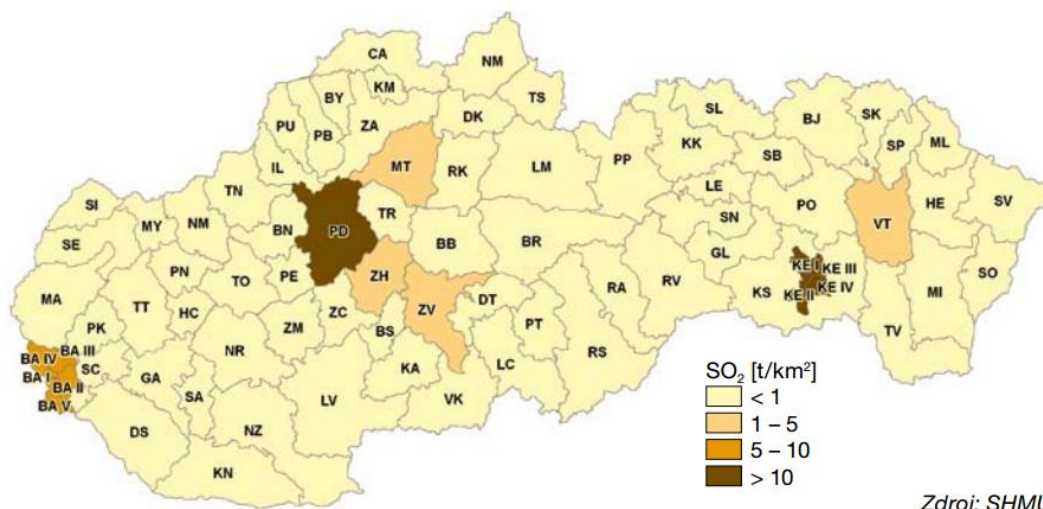 CA
NM
BY
KM
TS
PU
PB
ZA
DK
SL
BJ
SK
MT
RK
LM
PP
KK
SB
SP
ML
IL
TN
LE
PO
HE
SV
SI
MY
NM
BN
PD
TR
BB
BR
SN
VT
SE
PN
TO
PE
ZH
GL
KE I
KE III
SO
MA
TT
HC
ZM
ZC
ZV
DT
RA
RV
KS
KE II
KE IV
MI
PK
BS
PT
TV
BA IV
BA III
SC
NR
KA
LC
RS
BA I
BA II
GA
SA
LV
VK
BA V
DS
NZ
KN
SO₂ [t/km²]
< 1
1 – 5
5 – 10
> 10
Zdroj: SHMÚ